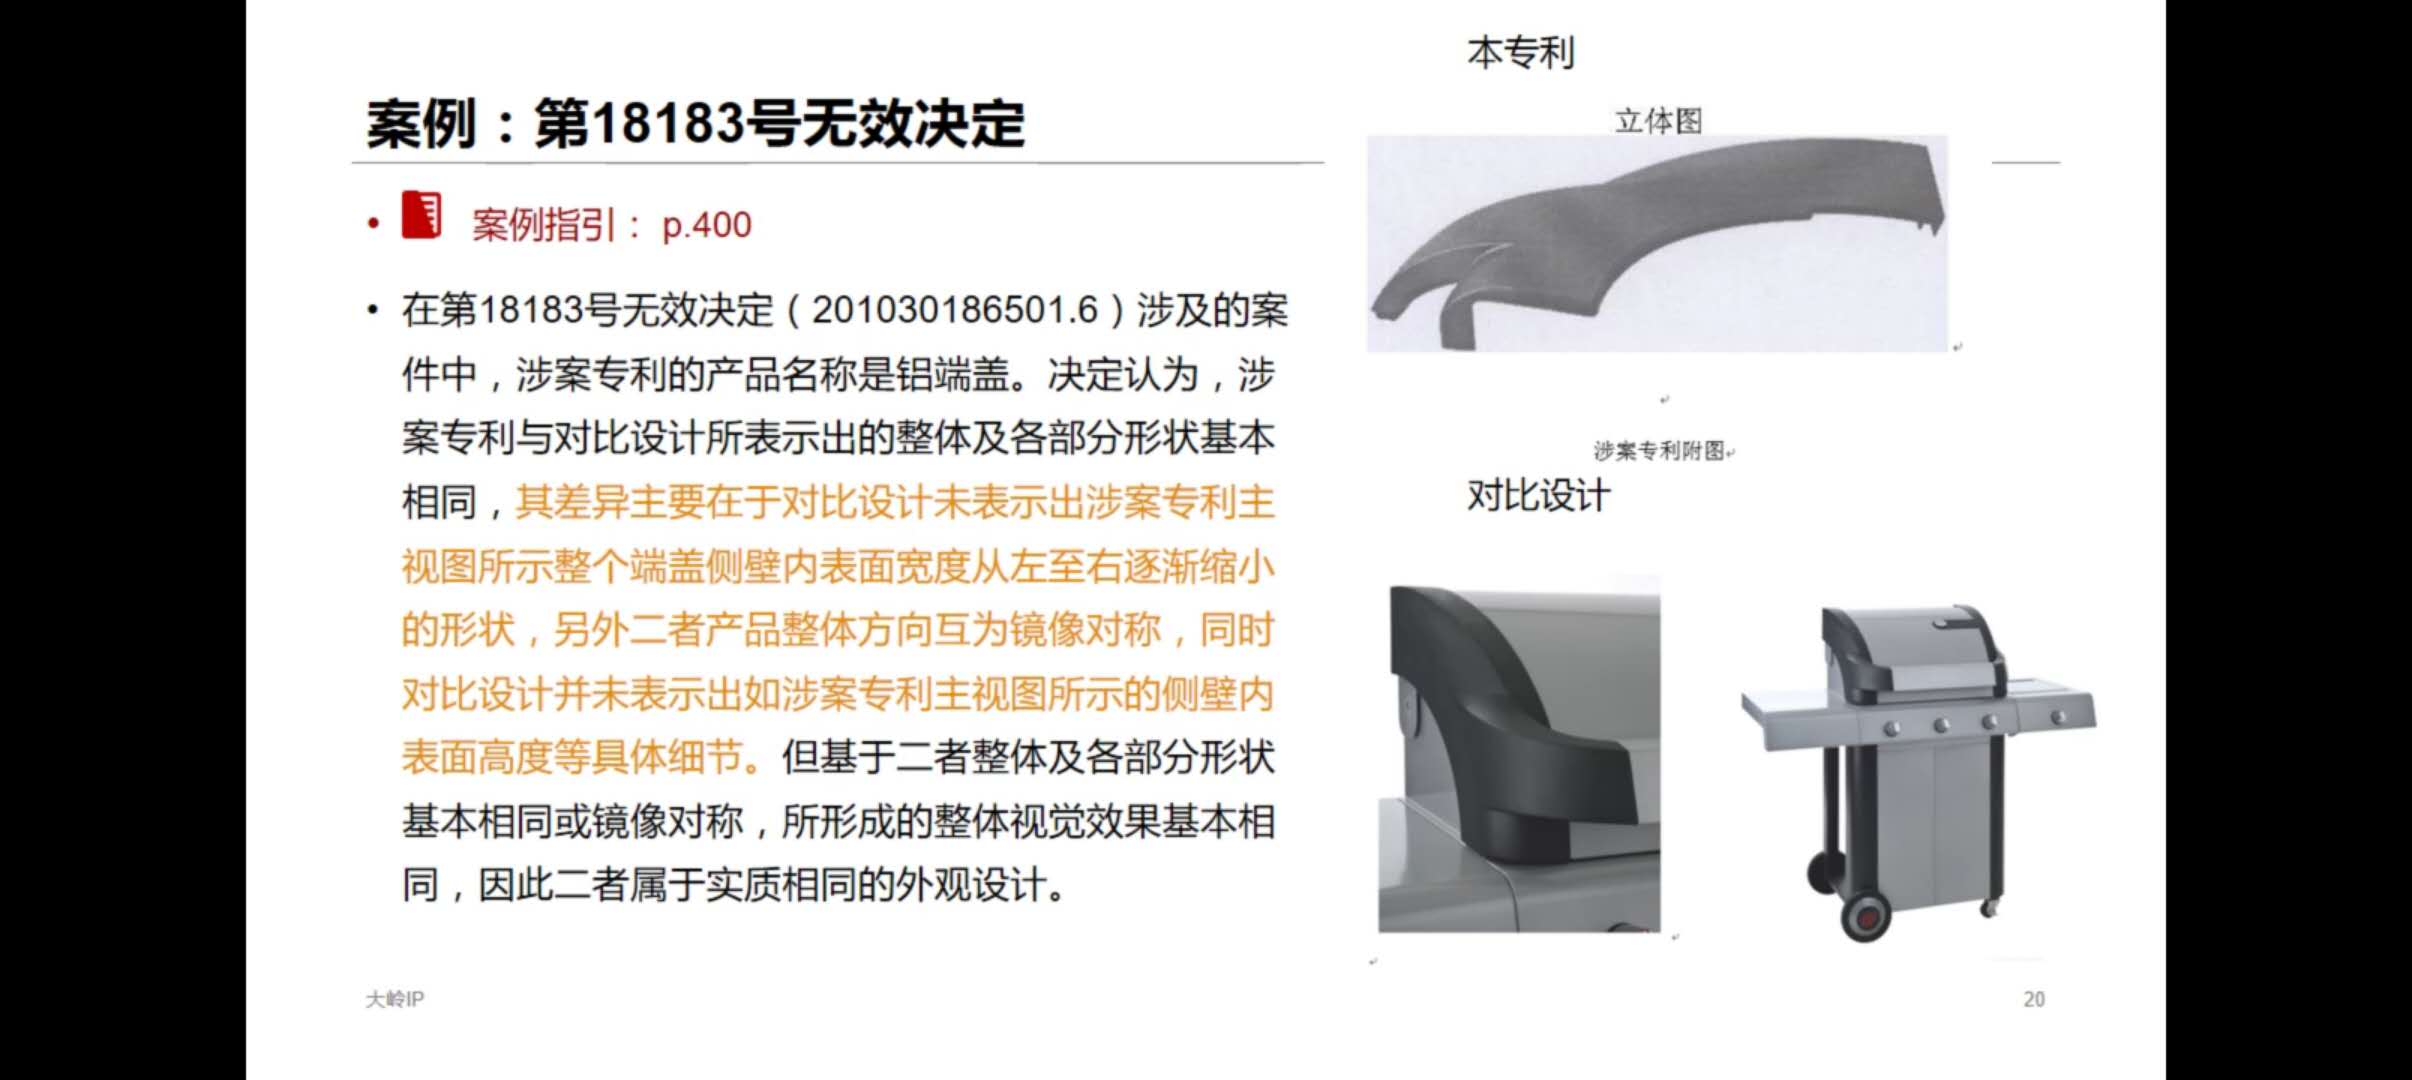 案例：第18183号无效决定
• 案例指引： p.400
• 在第18183号无效决定（201030186501.6）涉及的案
件中，涉案专利的产品名称是铝端盖。决定认为，涉
案专利与对比设计所表示出的整体及各部分形状基本
相同，其差异主要在于对比设计未表示出涉案专利主
视图所示整个端盖侧壁内表面宽度从左至右逐渐缩小
的形状，另外二者产品整体方向互为镜像对称，同时
对比设计并未表示出如涉案专利主视图所示的侧壁内
表面高度等具体细节。但基于二者整体及各部分形状
基本相同或镜像对称，所形成的整体视觉效果基本相
同，因此二者属于实质相同的外观设计。
本专利
立体图
涉案专利附图
对比设计
大岭IP
20